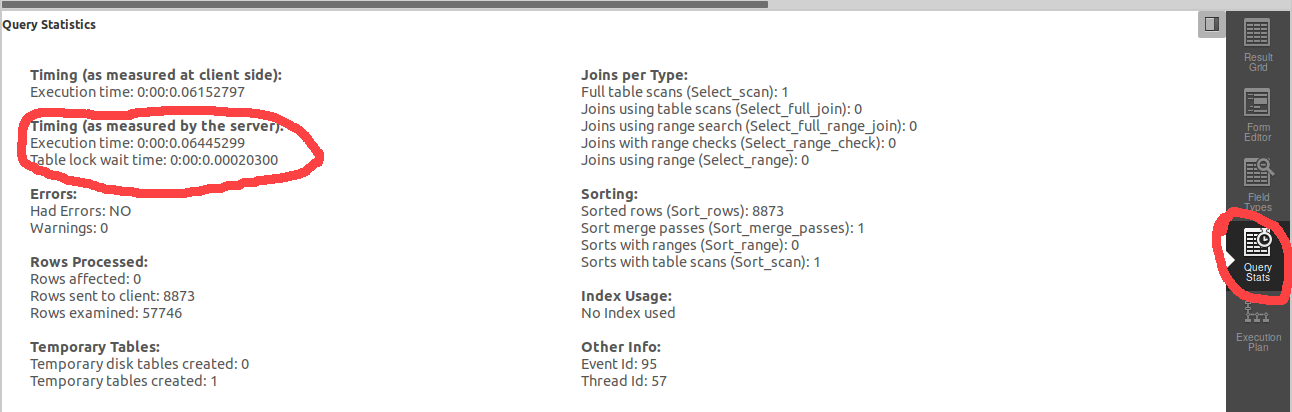 Query Statistics
Timing (as measured at client side):
Execution time: 0:00:0.06152797
Timing (as measured by the server):
Execution time: 0:00:0.06445299
Table lock wait time: 0:00:0.00020300
Errors:
Had Errors: NO
Warnings: 0
Rows Processed:
Rows affected: 0
Rows sent to client: 8873
Rows examined: 57746
Temporary Tables:
Temporary disk tables created: 0
Temporary tables created: 1
Joins per Type:
Full table scans (Select_scan): 1
Joins using table scans (Select_full_join): 0
Joins using range search (Select_full_range_join): 0
Joins with range checks (Select_range_check): 0
Joins using range (Select_range): 0
Sorting:
Sorted rows (Sort_rows): 8873
Sort merge passes (Sort_merge_passes): 1
Sorts with ranges (Sort_range): 0
Sorts with table scans (Sort_scan): 1
Index Usage:
No Index used
Other Info:
Event Id: 95
Thread Id: 57
Result
Grid
Form
Editor
Field
Types
Query
Stats
Execution
Plan